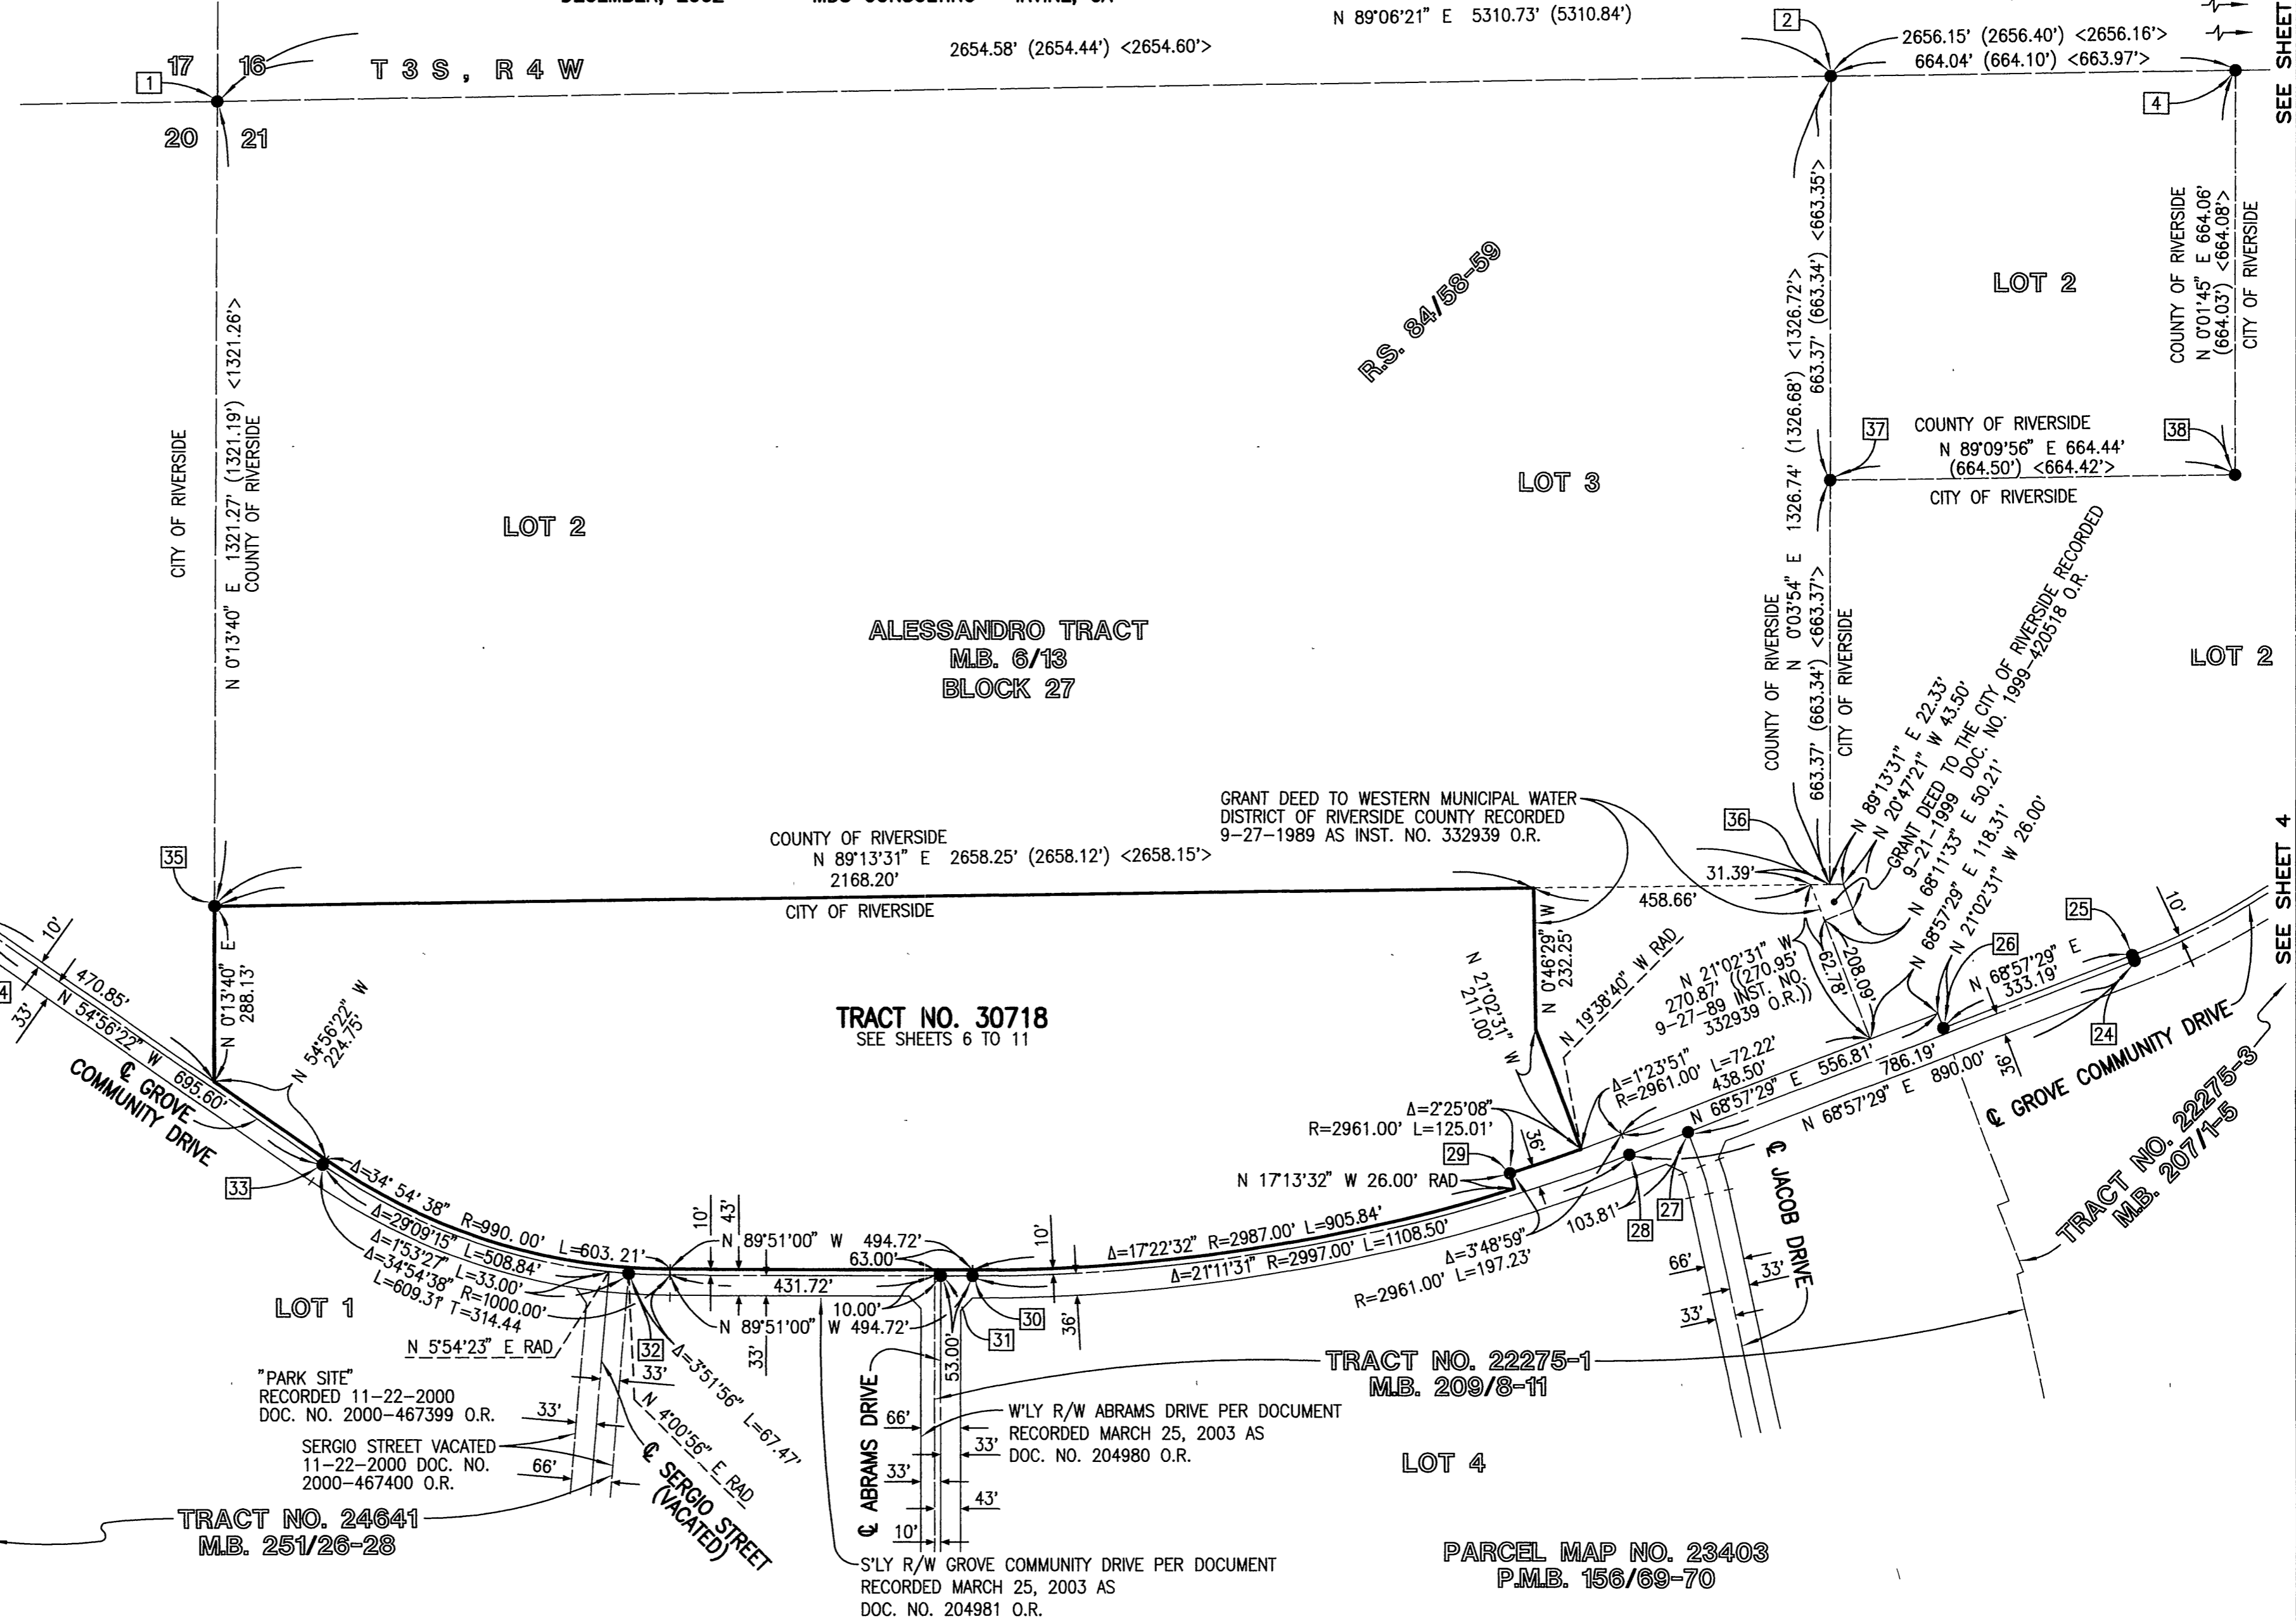 N 89°06'21" E 5310.73' (5310.84')
2
2654.58' (2654.44') <2654.60'>
2656.15' (2656.40') <2656.16'>
664.04' (664.10') <663.97'>
SEE SHEET
17 16
T 3 S , R 4 W
1
4
20 21
CITY OF RIVERSIDE
N 0°13'40" E 1321.27' (1321.19') <1321.26'>
COUNTY OF RIVERSIDE
R.S. 84/58-59
COUNTY OF RIVERSIDE
N 0°03'54" E 1326.74' (1326.68') <1326.72'>
663.37' (663.34') <663.35'>
663.37' (663.34') <663.37'>
CITY OF RIVERSIDE
LOT 2
COUNTY OF RIVERSIDE
N 0°01'45" E 664.06'
(664.03') <664.08'>
CITY OF RIVERSIDE
37
COUNTY OF RIVERSIDE
38
N 89°09'56" E 664.44'
(664.50') <664.42'>
CITY OF RIVERSIDE
LOT 3
LOT 2
ALESSANDRO TRACT
M.B. 6/13
BLOCK 27
LOT 2
GRANT DEED TO WESTERN MUNICIPAL WATER
DISTRICT OF RIVERSIDE COUNTY RECORDED
9-27-1989 AS INST. NO. 332939 O.R.
36
N 89°13'31" E 22.33'
N 20°47'21" W 43.50'
GRANT DEED TO THE CITY OF RIVERSIDE RECORDED
9-21-1999 DOC. NO. 1999-420518 O.R.
N 68°11'33" E 50.21'
N 68°57'29" E 118.31'
N 21°02'31" W 26.00'
SEE SHEET 4
35
COUNTY OF RIVERSIDE
N 89°13'31" E 2658.25' (2658.12') <2658.15'>
2168.20'
CITY OF RIVERSIDE
31.39'
458.66'
N 0°46'29" W
232.25'
N 21°02'31" W
211.00'
N 19°38'40" W RAD
N 21°02'31" W
270.87' ((270.95'
9-27-89 INST. NO.
332939 O.R.))
62.78'
208.09'
26
25
10'
N 68°57'29" E
333.19'
24
10'
33'
470.85'
N 54°56'22" W 695.60'
N 0°13'40" E
288.13'
N 54°56'22" W
224.75'
℄ GROVE
COMMUNITY DRIVE
TRACT NO. 30718
SEE SHEETS 6 TO 11
Δ=1°23'51"
R=2961.00' L=72.22'
438.50'
N 68°57'29" E 556.81'
786.19'
N 68°57'29" E 890.00'
36'
℄ GROVE COMMUNITY DRIVE
TRACT NO. 22275-3
M.B. 207/1-5
Δ=2°25'08"
R=2961.00' L=125.01'
36'
29
N 17°13'32" W 26.00' RAD
33
Δ=34°54'38" R=990.00' L=603.21'
Δ=29°09'15" L=508.84'
Δ=1°53'27" L=33.00'
Δ=34°54'38" R=1000.00'
L=609.31' T=314.44
10'
43'
N 89°51'00" W 494.72'
63.00'
431.72'
10.00'
N 89°51'00" W 494.72'
33'
10'
Δ=17°22'32" R=2987.00' L=905.84'
Δ=21°11'31" R=2997.00' L=1108.50'
Δ=3°48'59"
R=2961.00' L=197.23'
103.81'
28
27
℄ JACOB DRIVE
66'
33'
33'
LOT 1
N 5°54'23" E RAD
32
30
31
36'
53.00'
Δ=3°51'56" L=67.47'
N 4°00'56" E RAD
"PARK SITE"
RECORDED 11-22-2000
DOC. NO. 2000-467399 O.R.
33'
33'
SERGIO STREET VACATED
11-22-2000 DOC. NO.
2000-467400 O.R.
66'
℄ SERGIO STREET
(VACATED)
℄ ABRAMS DRIVE
66'
33'
33'
43'
10'
TRACT NO. 22275-1
M.B. 209/8-11
W'LY R/W ABRAMS DRIVE PER DOCUMENT
RECORDED MARCH 25, 2003 AS
DOC. NO. 204980 O.R.
LOT 4
TRACT NO. 24641
M.B. 251/26-28
S'LY R/W GROVE COMMUNITY DRIVE PER DOCUMENT
RECORDED MARCH 25, 2003 AS
DOC. NO. 204981 O.R.
PARCEL MAP NO. 23403
P.M.B. 156/69-70